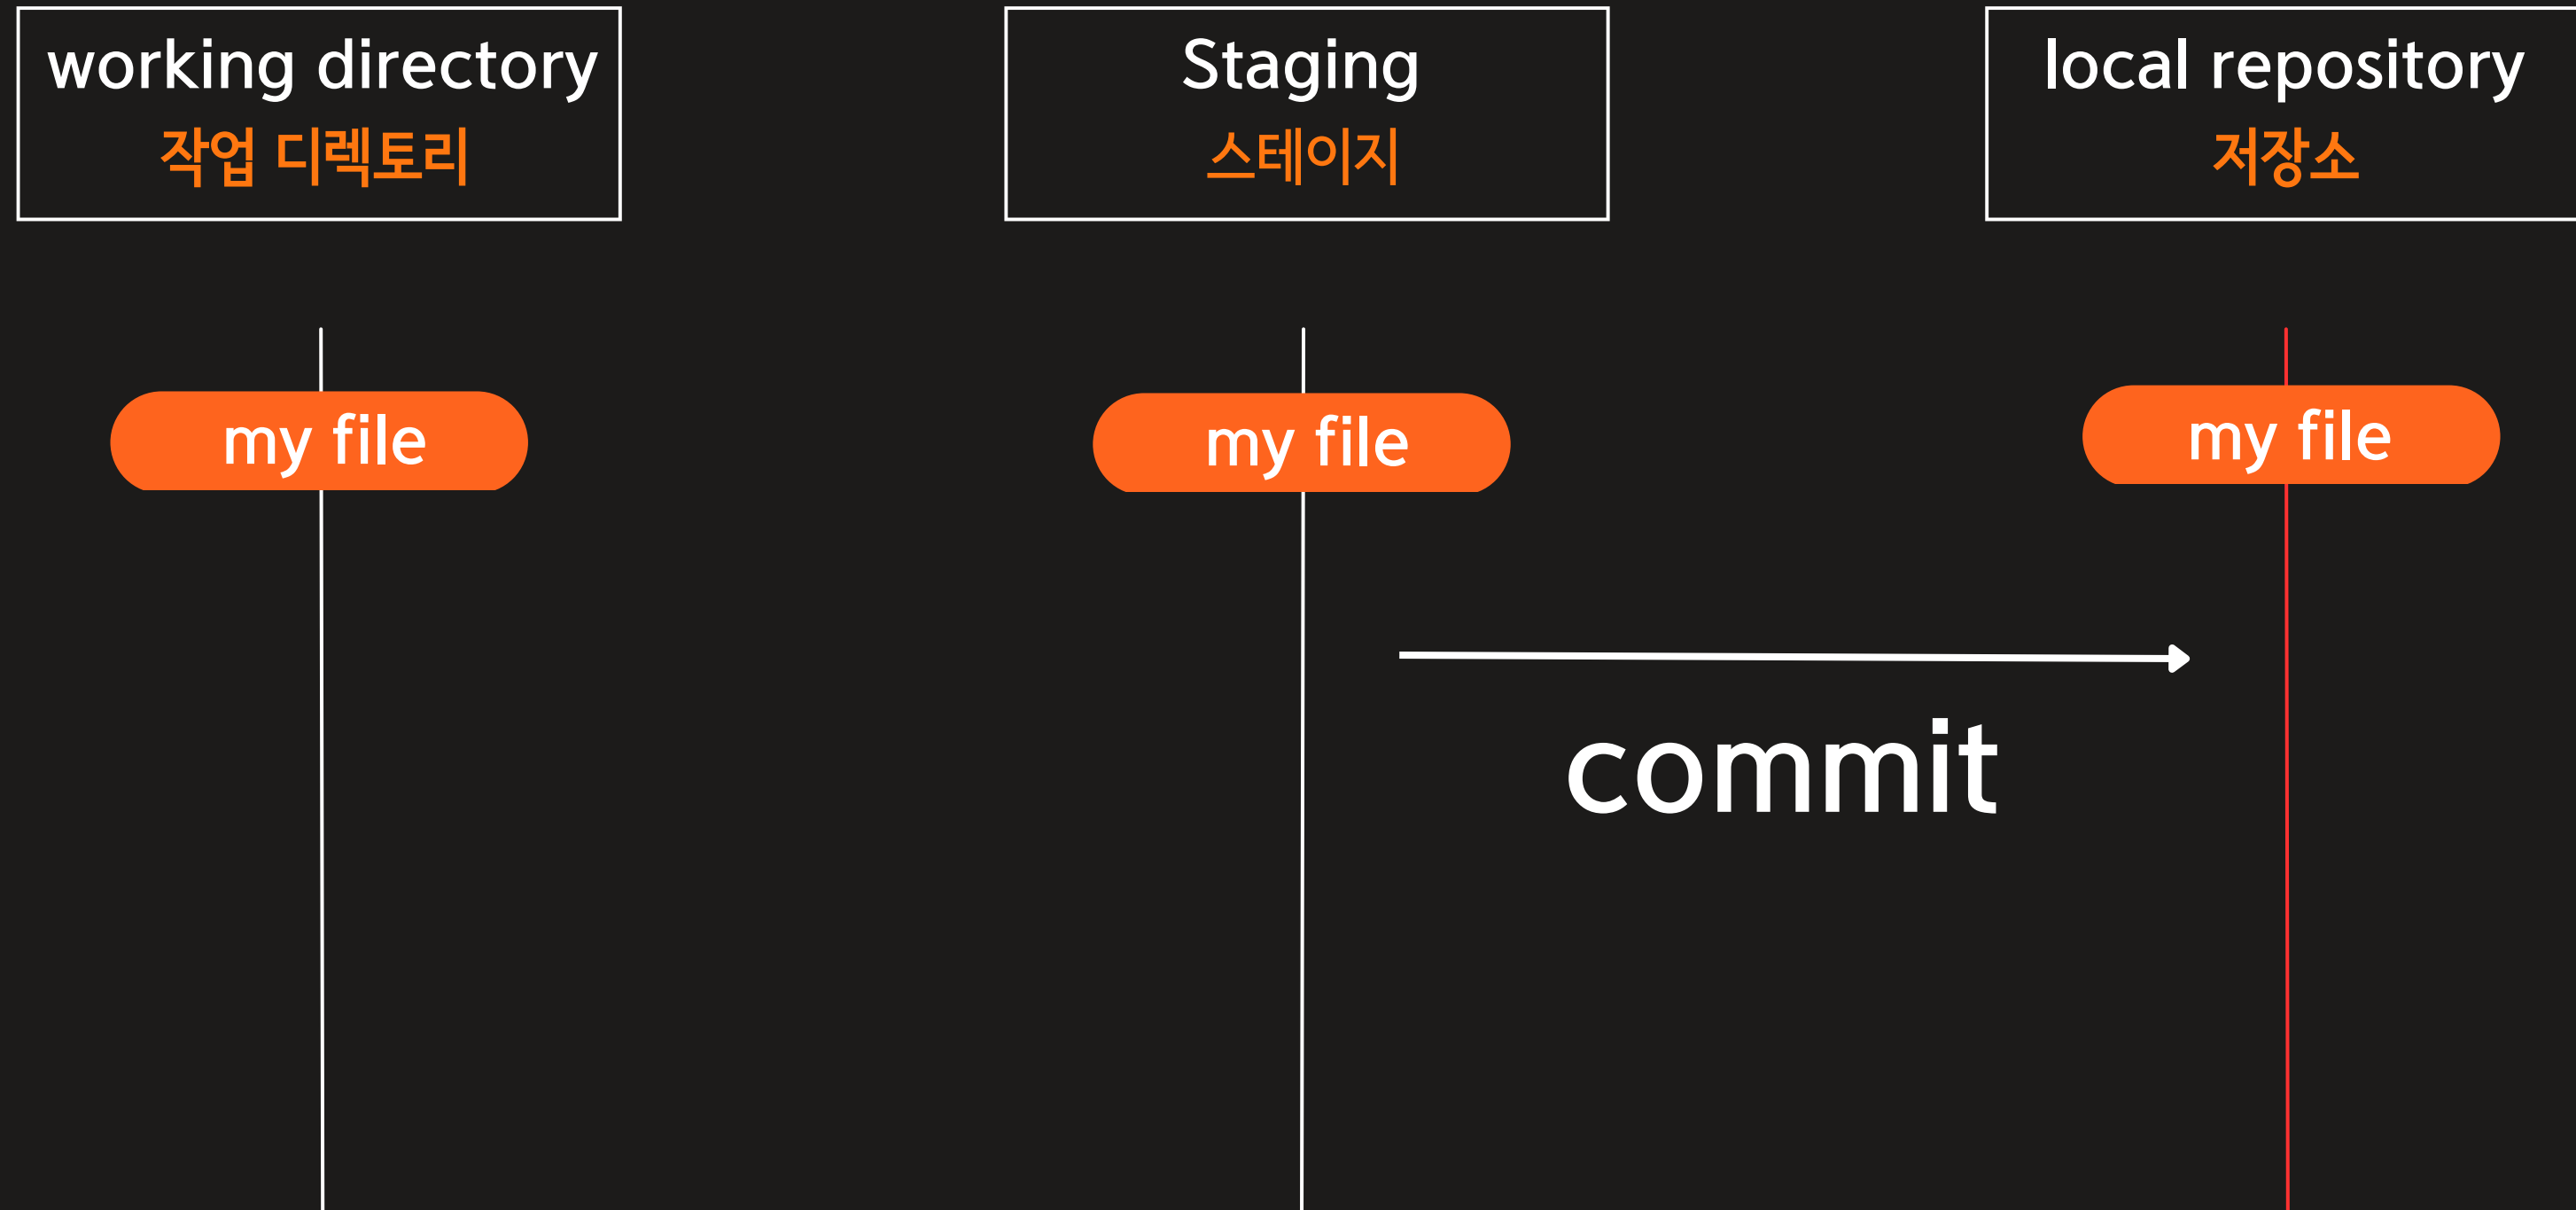 working directory
작업 디렉토리
Staging
스테이지
local repository
저장소
my file
my file
my file
commit